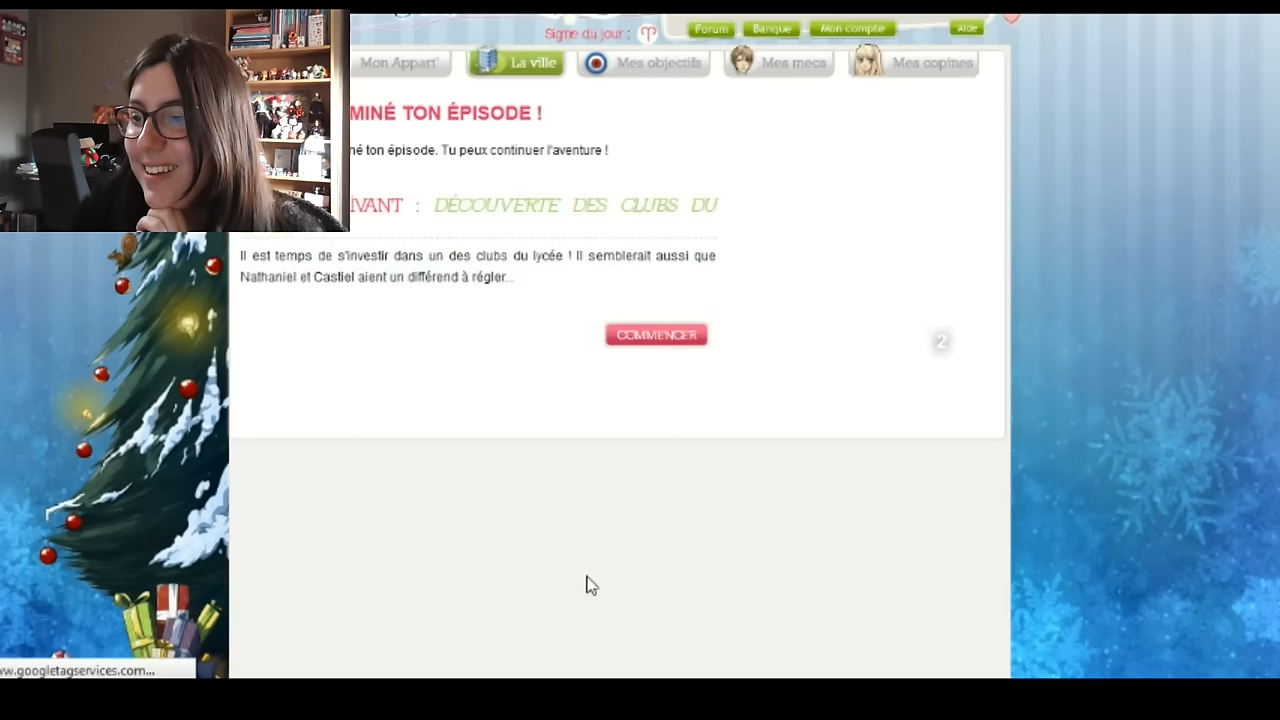 Signe du jour :
Forum
Banque
Mon compte
Aide
Mon Appart'
La ville
Mes objectifs
Mes mecs
Mes copines
MINÉ TON ÉPISODE !
né ton épisode. Tu peux continuer l'aventure !
IVANT : DÉCOUVERTE DES CLUBS DU
Il est temps de s'investir dans un des clubs du lycée ! Il semblerait aussi que
Nathaniel et Castiel aient un différend à régler...
COMMENCER
2
w.googletagservices.com...